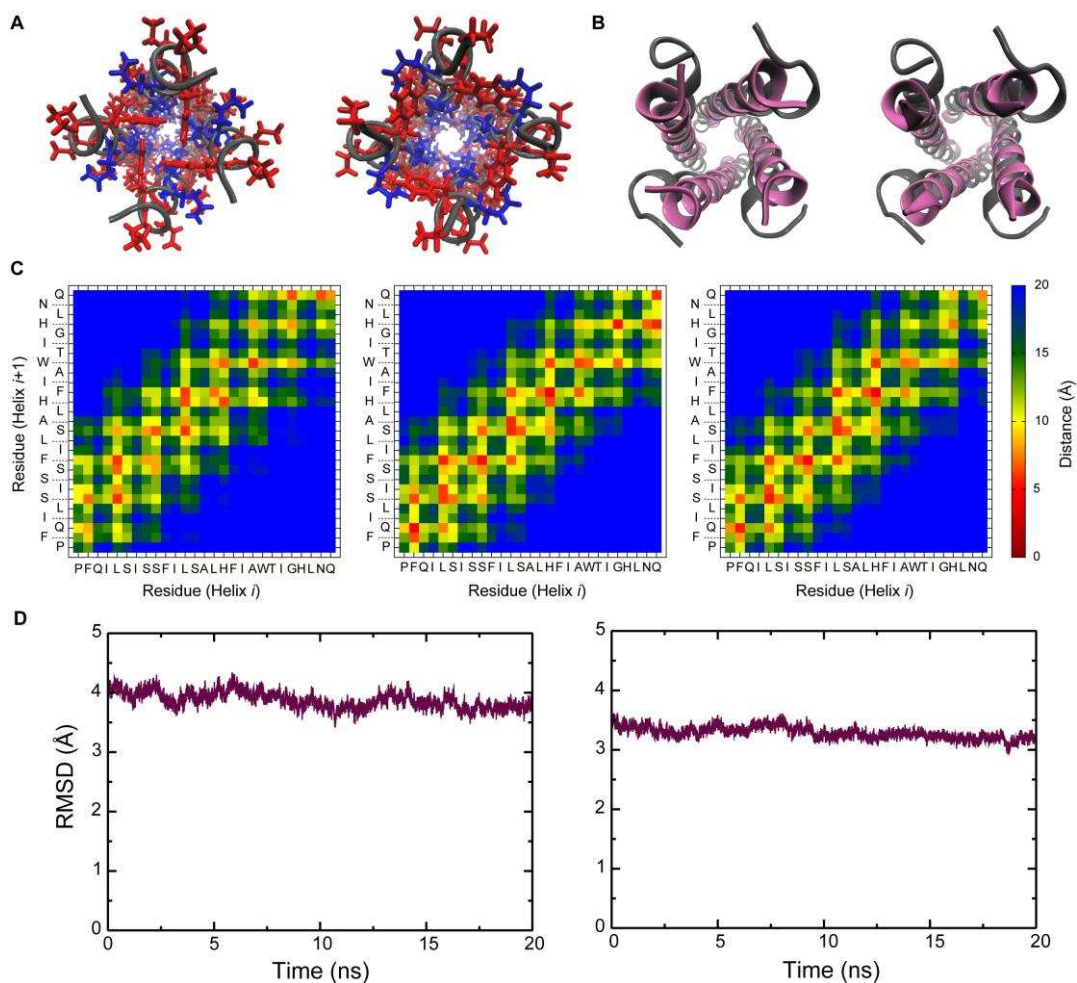 A
B
C
Q
N
L
H
G
I
T
W
A
I
F
H
L
A
S
L
I
F
S
S
I
S
L
I
Q
F
P
Residue (Helix i+1)
PFQILSISSFILSALHFIAWTIGHLNQ
Residue (Helix i)
PFQILSISSFILSALHFIAWTIGHLNQ
Residue (Helix i)
PFQILSISSFILSALHFIAWTIGHLNQ
Residue (Helix i)
20
15
10
5
0
Distance (Å)
D
5
4
3
2
1
0
RMSD (Å)
0 5 10 15 20
Time (ns)
5
4
3
2
1
0
0 5 10 15 20
Time (ns)